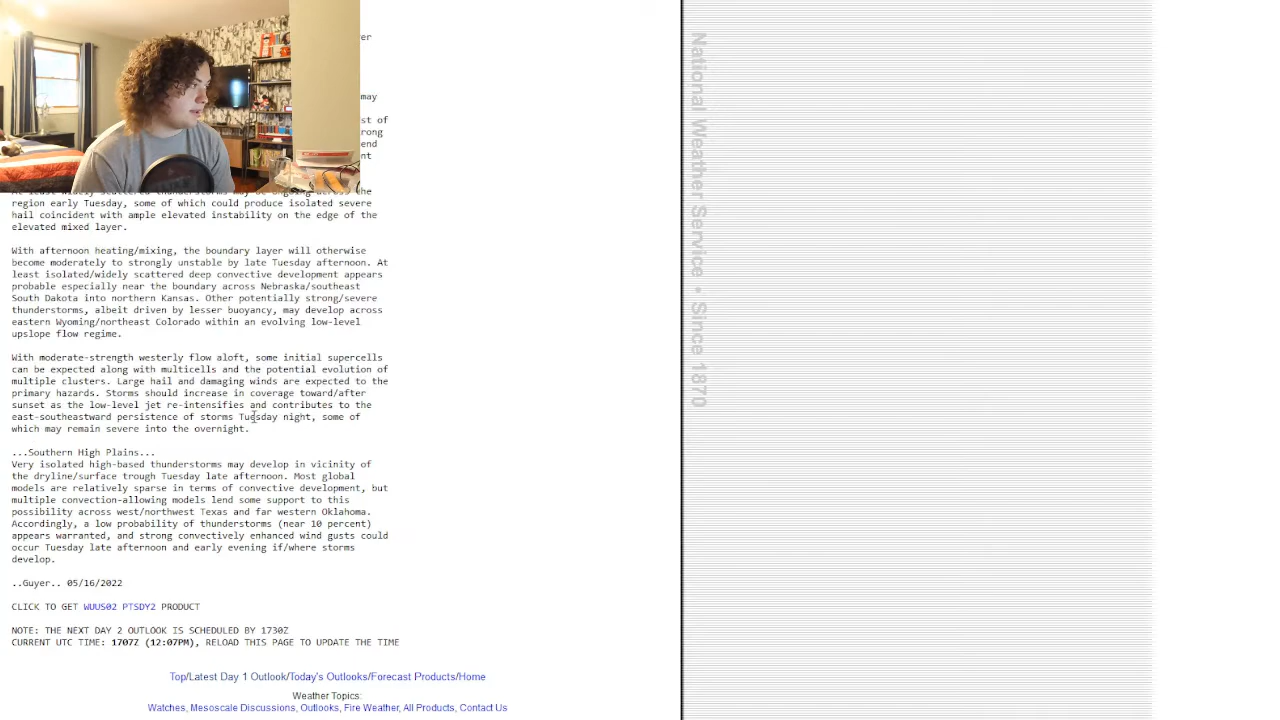 er
may
st of
rong
end
nt
the
region early Tuesday, some of which could produce isolated severe
hail coincident with ample elevated instability on the edge of the
elevated mixed layer.
With afternoon heating/mixing, the boundary layer will otherwise
become moderately to strongly unstable by late Tuesday afternoon. At
least isolated/widely scattered deep convective development appears
probable especially near the boundary across Nebraska/southeast
South Dakota into northern Kansas. Other potentially strong/severe
thunderstorms, albeit driven by lesser buoyancy, may develop across
eastern Wyoming/northeast Colorado within an evolving low-level
upslope flow regime.
With moderate-strength westerly flow aloft, some initial supercells
can be expected along with multicells and the potential evolution of
multiple clusters. Large hail and damaging winds are expected to the
primary hazards. Storms should increase in coverage toward/after
sunset as the low-level jet re-intensifies and contributes to the
east-southeastward persistence of storms Tuesday night, some of
which may remain severe into the overnight.
...Southern High Plains...
Very isolated high-based thunderstorms may develop in vicinity of
the dryline/surface trough Tuesday late afternoon. Most global
models are relatively sparse in terms of convective development, but
multiple convection-allowing models lend some support to this
possibility across west/northwest Texas and far western Oklahoma.
Accordingly, a low probability of thunderstorms (near 10 percent)
appears warranted, and strong convectively enhanced wind gusts could
occur Tuesday late afternoon and early evening if/where storms
develop.
..Guyer.. 05/16/2022
CLICK TO GET WUUS02 PTSDY2 PRODUCT
NOTE: THE NEXT DAY 2 OUTLOOK IS SCHEDULED BY 1730Z
CURRENT UTC TIME: 1707Z (12:07PM), RELOAD THIS PAGE TO UPDATE THE TIME
Top/Latest Day 1 Outlook/Today's Outlooks/Forecast Products/Home
Weather Topics:
Watches, Mesoscale Discussions, Outlooks, Fire Weather, All Products, Contact Us
National Weather Service • Since 1870